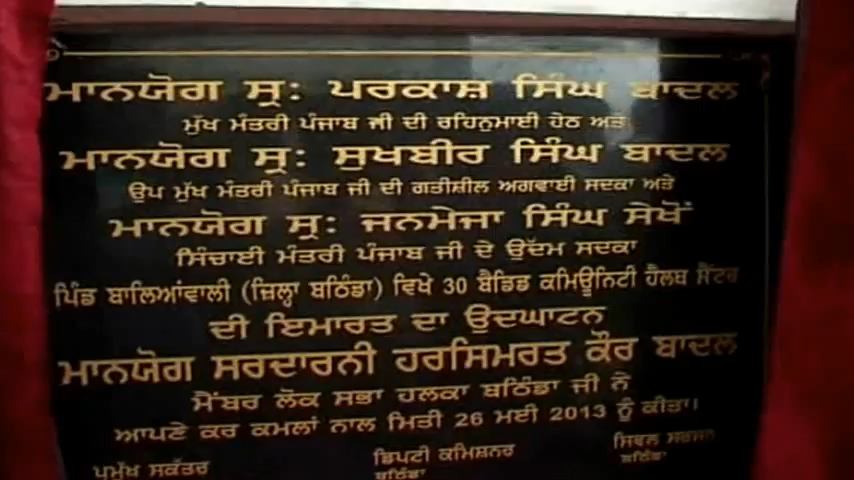 ਮਾਨਯੋਗ ਸ੍ਰ: ਪਰਕਾਸ਼ ਸਿੰਘ ਬਾਦਲ
ਮੁੱਖ ਮੰਤਰੀ ਪੰਜਾਬ ਜੀ ਦੀ ਰਹਿਨੁਮਾਈ ਹੇਠ ਅਤੇ
ਮਾਨਯੋਗ ਸ੍ਰ: ਸੁਖਬੀਰ ਸਿੰਘ ਬਾਦਲ
ਉਪ ਮੁੱਖ ਮੰਤਰੀ ਪੰਜਾਬ ਜੀ ਦੀ ਗਤੀਸ਼ੀਲ ਅਗਵਾਈ ਸਦਕਾ ਅਤੇ
ਮਾਨਯੋਗ ਸ੍ਰ: ਜਨਮੇਜਾ ਸਿੰਘ ਸੇਖੋਂ
ਸਿੰਚਾਈ ਮੰਤਰੀ ਪੰਜਾਬ ਜੀ ਦੇ ਉੱਦਮ ਸਦਕਾ
ਪਿੰਡ ਬਾਲਿਆਂਵਾਲੀ (ਜ਼ਿਲ੍ਹਾ ਬਠਿੰਡਾ) ਵਿਖੇ 30 ਬੈਡਿਡ ਕਮਿਊਨਿਟੀ ਹੈਲਥ ਸੈਂਟਰ
ਦੀ ਇਮਾਰਤ ਦਾ ਉਦਘਾਟਨ
ਮਾਨਯੋਗ ਸਰਦਾਰਨੀ ਹਰਸਿਮਰਤ ਕੌਰ ਬਾਦਲ
ਮੈਂਬਰ ਲੋਕ ਸਭਾ ਹਲਕਾ ਬਠਿੰਡਾ ਜੀ ਨੇ
ਆਪਣੇ ਕਰ ਕਮਲਾਂ ਨਾਲ ਮਿਤੀ 26 ਮਈ 2013 ਨੂੰ ਕੀਤਾ।
ਪ੍ਰਮੁੱਖ ਸਕੱਤਰ ਡਿਪਟੀ ਕਮਿਸ਼ਨਰ ਸਿਵਲ ਸਰਜਨ
ਬਠਿੰਡਾ ਬਠਿੰਡਾ